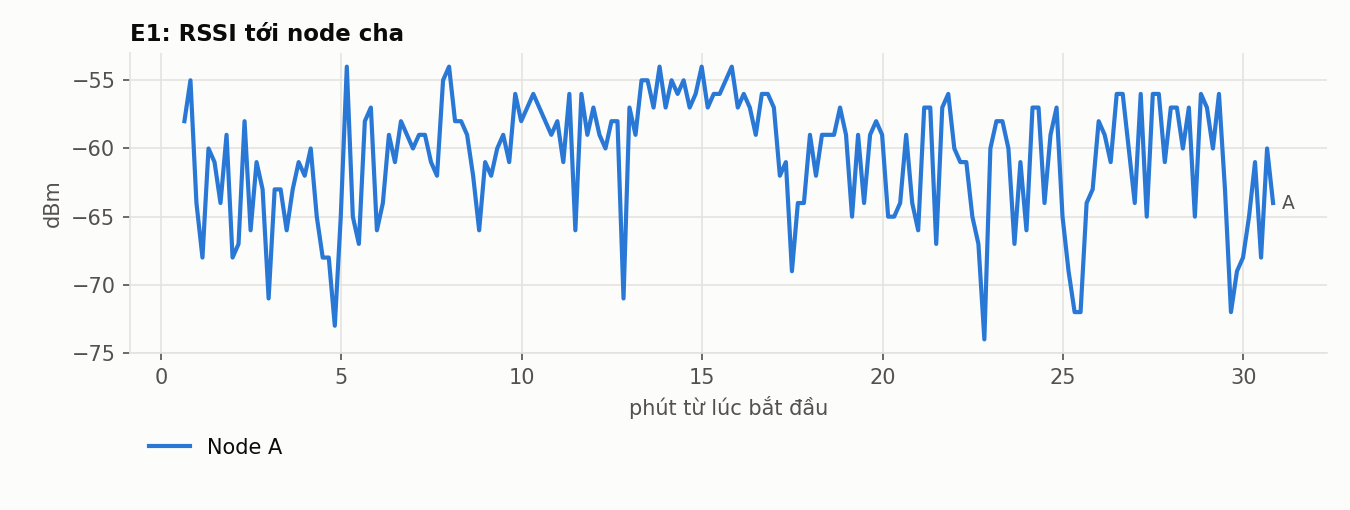 E1: RSSI tới node cha
−55
−60
−65
−70
−75
dBm
A
0 5 10 15 20 25 30
phút từ lúc bắt đầu
Node A